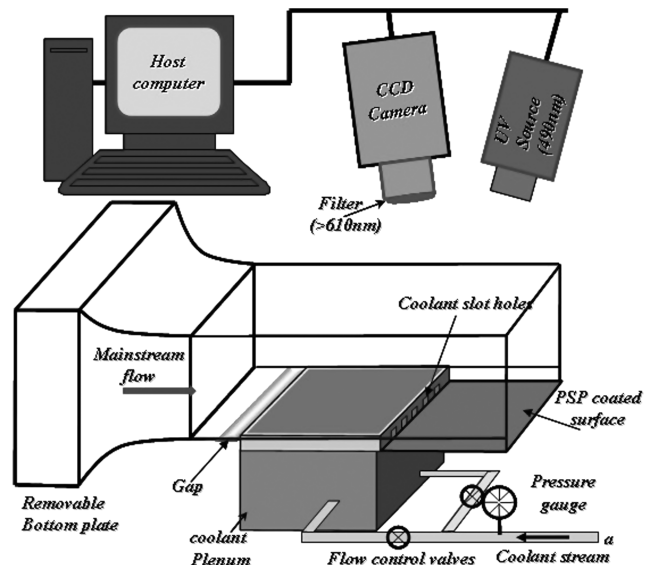 Host
computer
CCD
Camera
UV
Source
(490nm)
Filter
(>610nm)
Coolant slot holes
Mainstream
flow
PSP coated
surface
Gap
Removable
Bottom plate
coolant
Plenum
Pressure
gauge
Flow control valves
Coolant stream
a